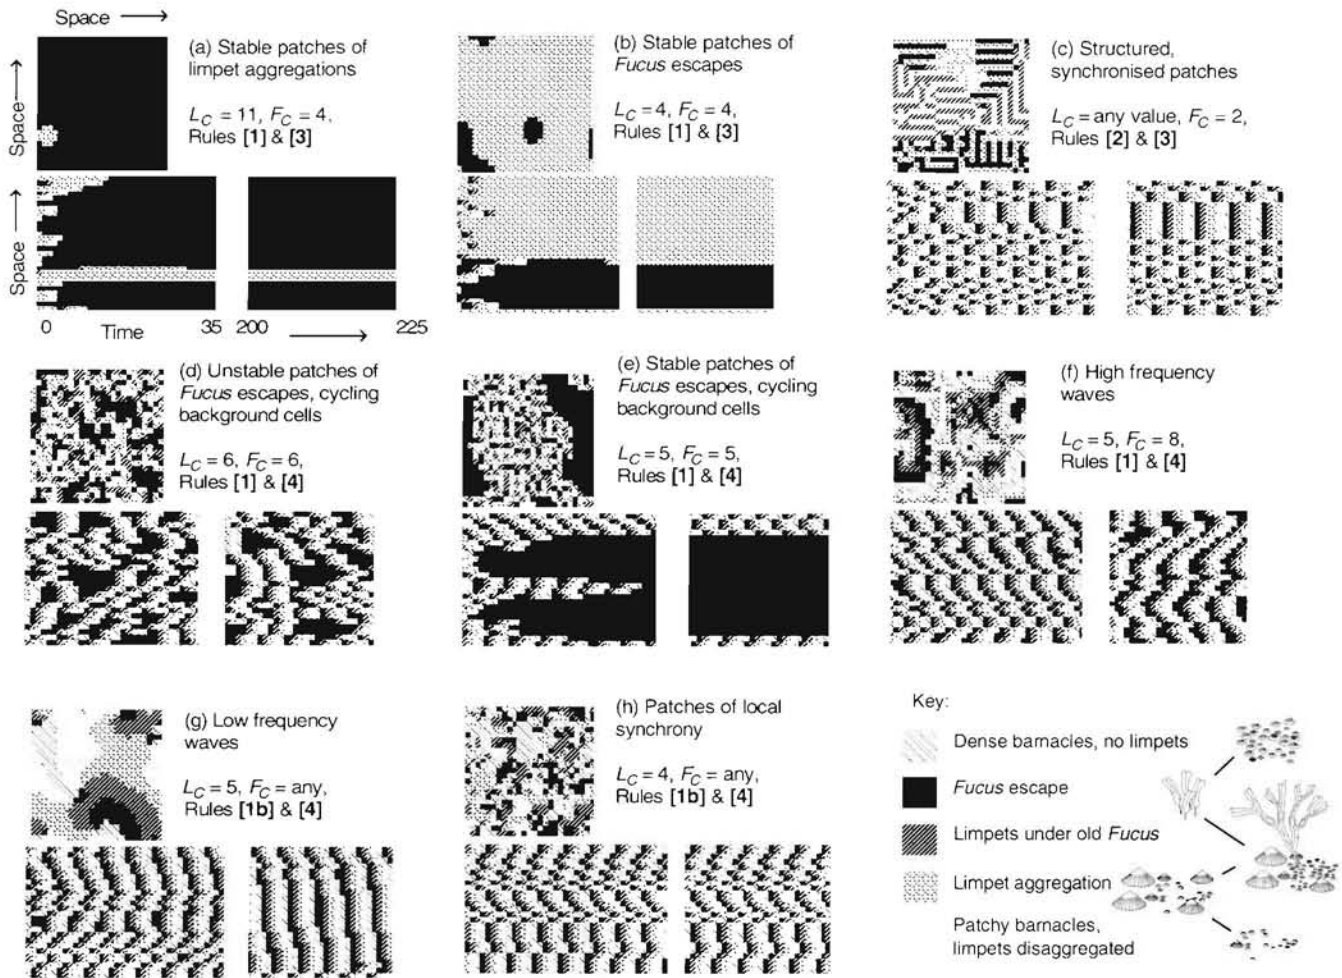 Space
Space
Space
Space
0
Time
35
200
225
(a) Stable patches of
limpet aggregations
L_C = 11, F_C = 4,
Rules [1] & [3]
(b) Stable patches of
Fucus escapes
L_C = 4, F_C = 4,
Rules [1] & [3]
(c) Structured,
synchronised patches
L_C = any value, F_C = 2,
Rules [2] & [3]
(d) Unstable patches of
Fucus escapes, cycling
background cells
L_C = 6, F_C = 6,
Rules [1] & [4]
(e) Stable patches of
Fucus escapes, cycling
background cells
L_C = 5, F_C = 5,
Rules [1] & [4]
(f) High frequency
waves
L_C = 5, F_C = 8,
Rules [1] & [4]
(g) Low frequency
waves
L_C = 5, F_C = any,
Rules [1b] & [4]
(h) Patches of local
synchrony
L_C = 4, F_C = any,
Rules [1b] & [4]
Key:
Dense barnacles, no limpets
Fucus escape
Limpets under old Fucus
Limpet aggregation
Patchy barnacles,
limpets disaggregated